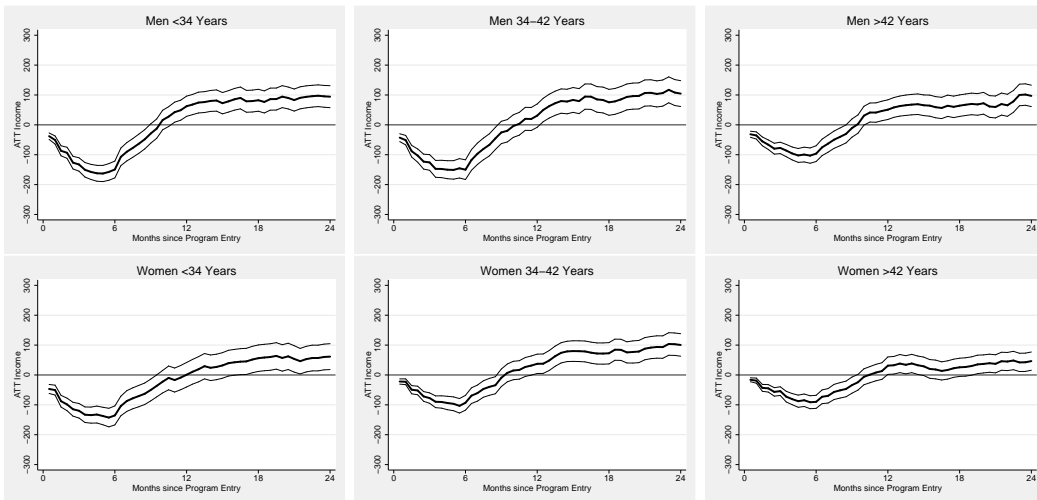 Men <34 Years
300
200
100
0
−100
−200
−300
ATT Income
0 6 12 18 24
Months since Program Entry
Men 34−42 Years
300
200
100
0
−100
−200
−300
ATT Income
0 6 12 18 24
Months since Program Entry
Men >42 Years
300
200
100
0
−100
−200
−300
ATT Income
0 6 12 18 24
Months since Program Entry
Women <34 Years
300
200
100
0
−100
−200
−300
ATT Income
0 6 12 18 24
Months since Program Entry
Women 34−42 Years
300
200
100
0
−100
−200
−300
ATT Income
0 6 12 18 24
Months since Program Entry
Women >42 Years
300
200
100
0
−100
−200
−300
ATT Income
0 6 12 18 24
Months since Program Entry